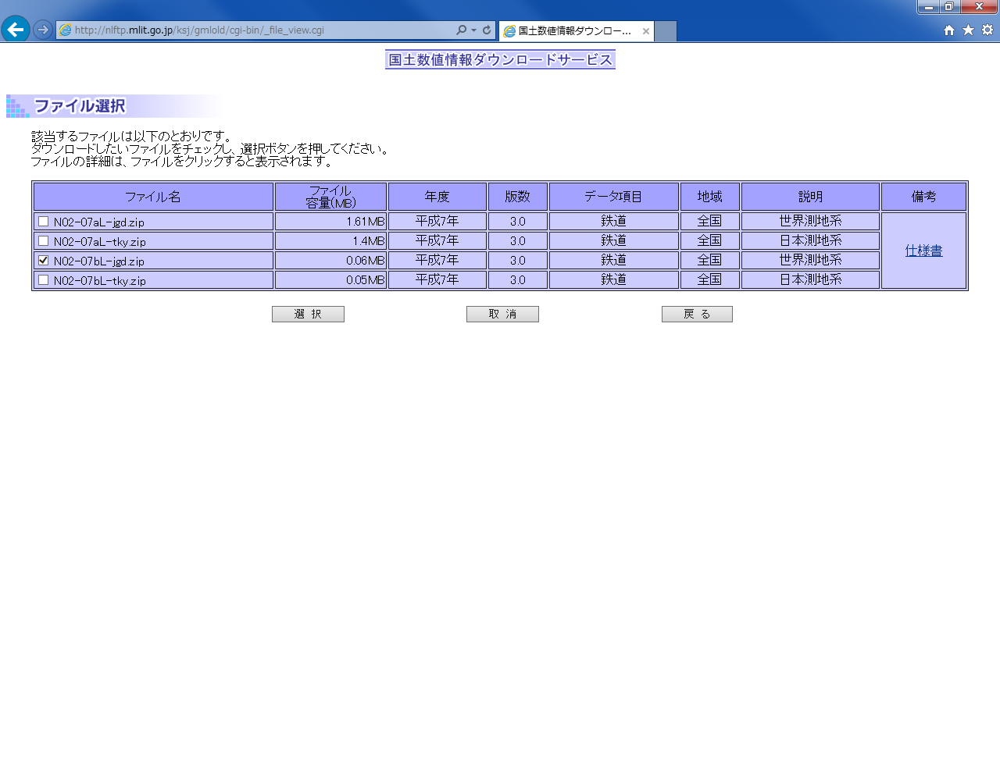 http://nlftp.mlit.go.jp/ksj/gmlold/cgi-bin/_file_view.cgi
国土数値情報ダウンロー...
国土数値情報ダウンロードサービス
ファイル選択
該当するファイルは以下のとおりです。
ダウンロードしたいファイルをチェックし、選択ボタンを押してください。
ファイルの詳細は、ファイルをクリックすると表示されます。
ファイル名 ファイル容量(MB) 年度 版数 データ項目 地域 説明 備考
N02-07aL-jgd.zip 1.61MB 平成7年 3.0 鉄道 全国 世界測地系
N02-07aL-tky.zip 1.4MB 平成7年 3.0 鉄道 全国 日本測地系
仕様書
N02-07bL-jgd.zip 0.06MB 平成7年 3.0 鉄道 全国 世界測地系
N02-07bL-tky.zip 0.05MB 平成7年 3.0 鉄道 全国 日本測地系
選 択 取 消 戻 る